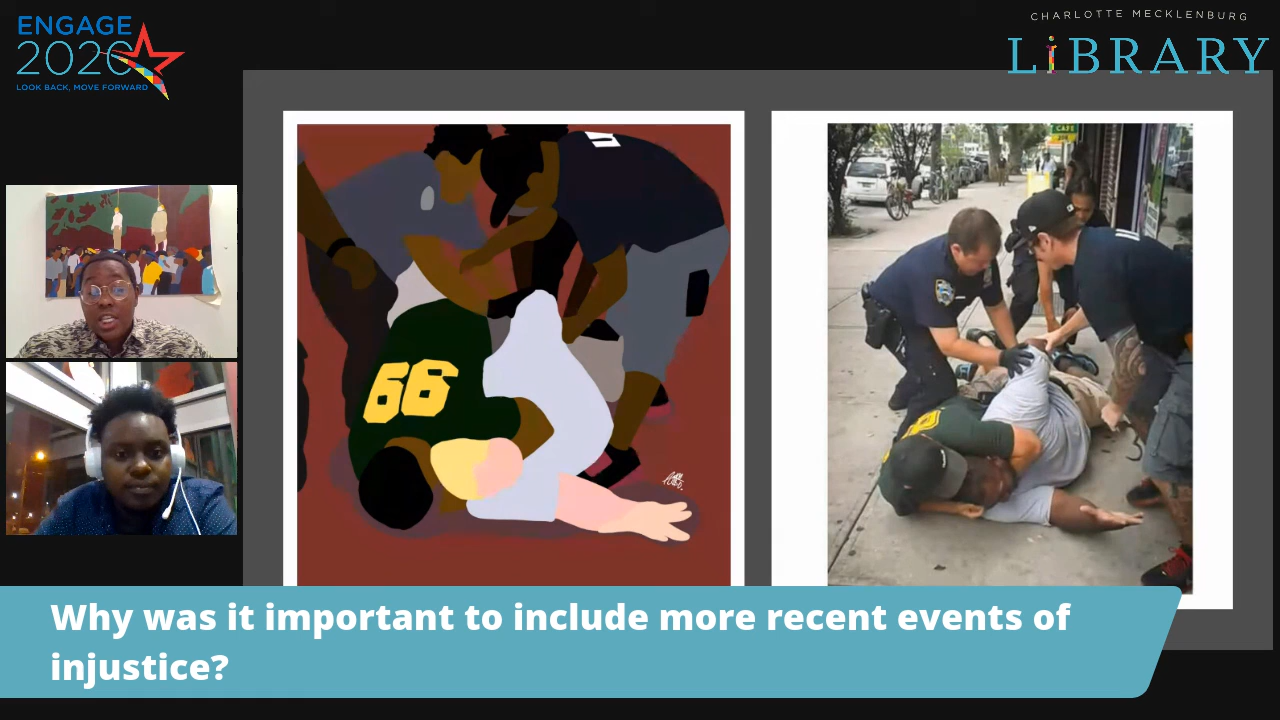 ENGAGE
2020
LOOK BACK, MOVE FORWARD
CHARLOTTE MECKLENBURG
LiBRARY
66
CAFE
Why was it important to include more recent events of
injustice?